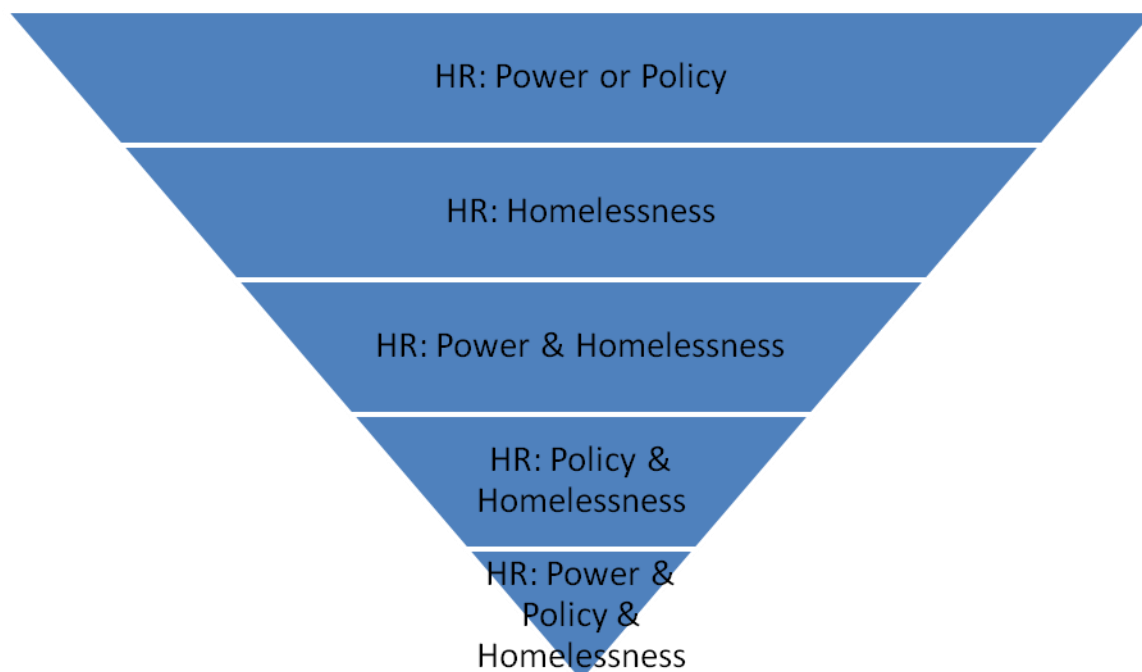 HR: Power or Policy
HR: Homelessness
HR: Power & Homelessness
HR: Policy &
Homelessness
HR: Power &
Policy &
Homelessness